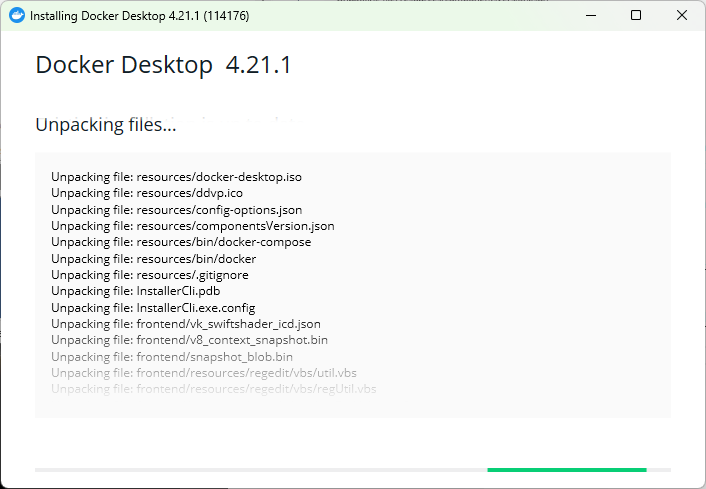 Installing Docker Desktop 4.21.1 (114176)
Docker Desktop 4.21.1
Unpacking files...
Unpacking file: resources/docker-desktop.iso
Unpacking file: resources/ddvp.ico
Unpacking file: resources/config-options.json
Unpacking file: resources/componentsVersion.json
Unpacking file: resources/bin/docker-compose
Unpacking file: resources/bin/docker
Unpacking file: resources/.gitignore
Unpacking file: InstallerCli.pdb
Unpacking file: InstallerCli.exe.config
Unpacking file: frontend/vk_swiftshader_icd.json
Unpacking file: frontend/v8_context_snapshot.bin
Unpacking file: frontend/snapshot_blob.bin
Unpacking file: frontend/resources/regedit/vbs/util.vbs
Unpacking file: frontend/resources/regedit/vbs/regUtil.vbs